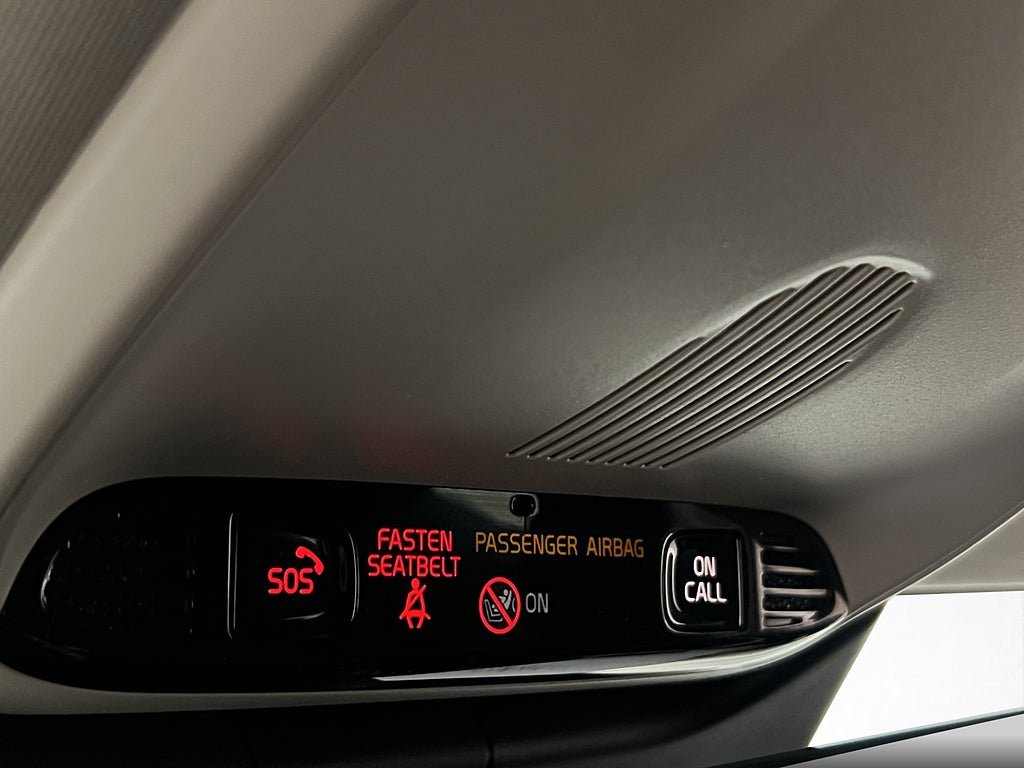 SOS
FASTEN
SEATBELT
PASSENGER AIRBAG
ON
ON
CALL